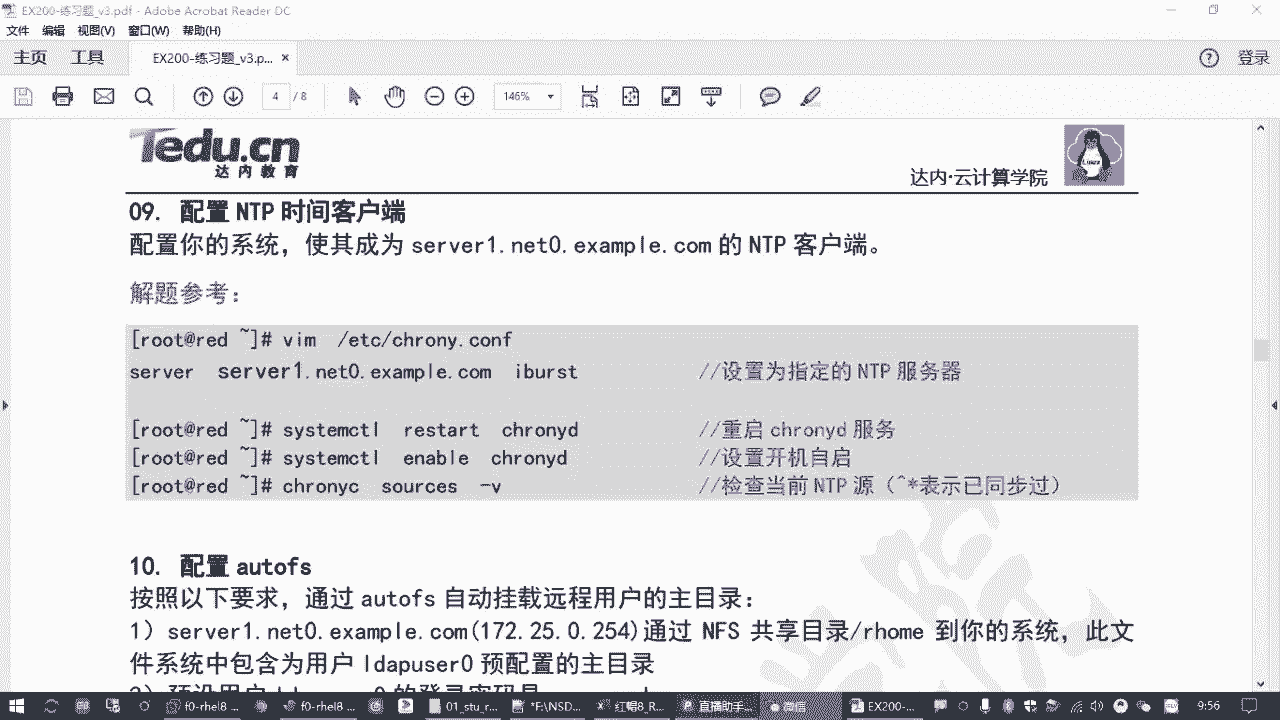 EX200-练习题_v3.pdf - Adobe Acrobat Reader DC
文件 编辑 视图(V) 窗口(W) 帮助(H)
主页 工具 EX200-练习题_v3.p... × 登录
4 / 8 146%
Tedu.cn
达内教育
达内·云计算学院
09. 配置 NTP 时间客户端
配置你的系统，使其成为 server1.net0.example.com 的 NTP 客户端。
解题参考：
[root@red ~]# vim /etc/chrony.conf
server server1.net0.example.com iburst //设置为指定的 NTP 服务器
[root@red ~]# systemctl restart chronyd //重启 chronyd 服务
[root@red ~]# systemctl enable chronyd //设置开机自启
[root@red ~]# chronyc sources -v //检查当前 NTP 源（^*表示已同步过）
10. 配置 autofs
按照以下要求，通过 autofs 自动挂载远程用户的主目录：
1）server1.net0.example.com(172.25.0.254)通过 NFS 共享目录/rhome 到你的系统，此文
件系统中包含为用户 ldapuser0 预配置的主目录
f0-rhel8 ... f0-rhel8 ... 01_stu_r... *F:\NSD... 红帽8_R... 直播助手... 微信 EX200-... 9:56